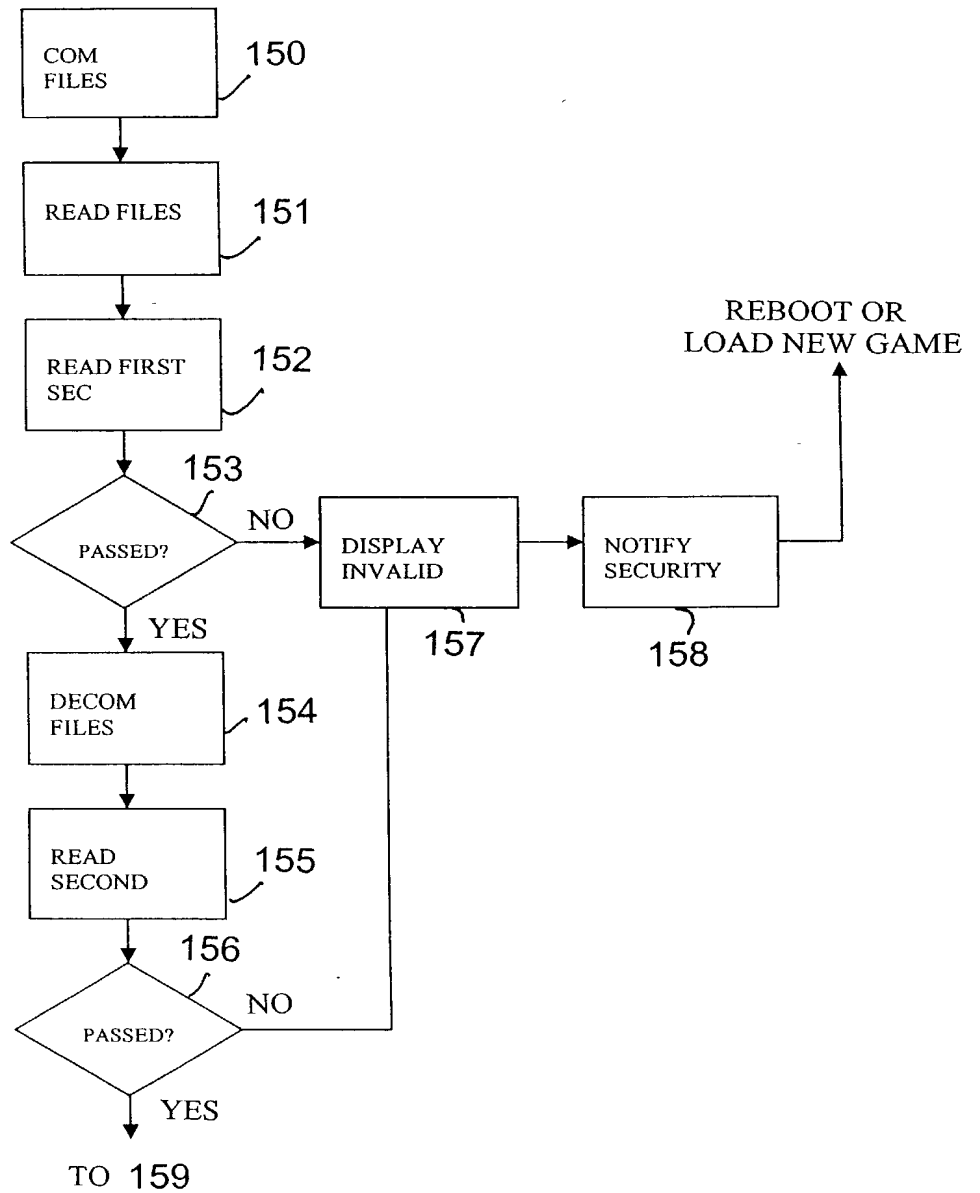 COM
FILES
150
READ FILES
151
READ FIRST
SEC
152
REBOOT OR
LOAD NEW GAME
153
PASSED?
NO
DISPLAY
INVALID
157
NOTIFY
SECURITY
158
YES
DECOM
FILES
154
READ
SECOND
155
156
PASSED?
NO
YES
TO 159